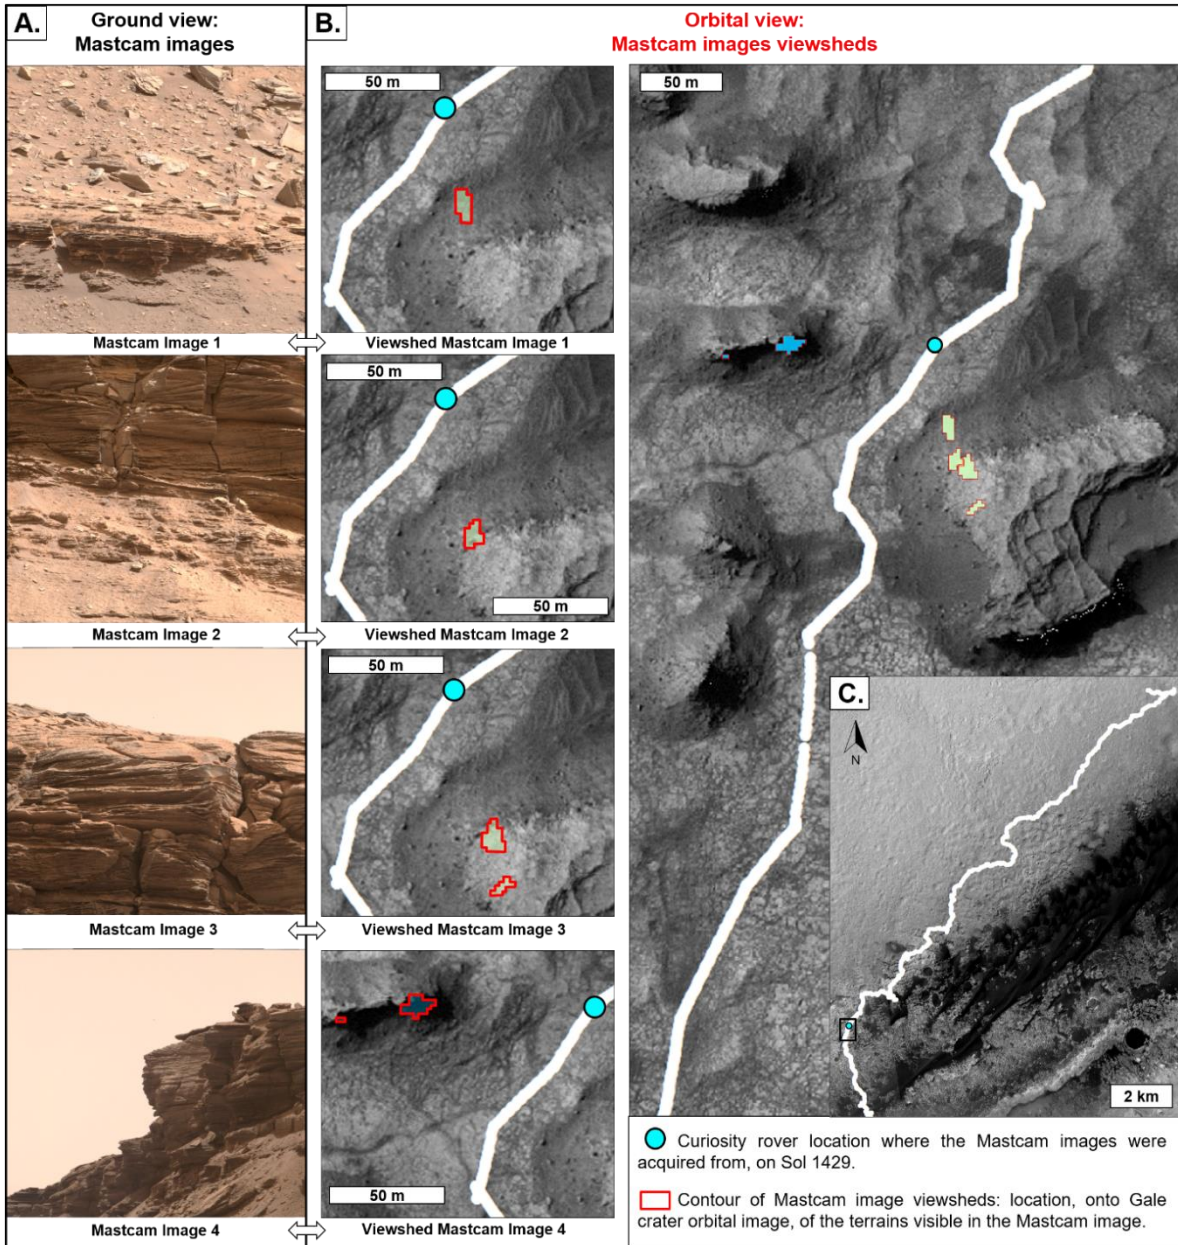 A.
Ground view:
Mastcam images
B.
Orbital view:
Mastcam images viewsheds
50 m
50 m
Mastcam Image 1
Viewshed Mastcam Image 1
50 m
50 m
Mastcam Image 2
Viewshed Mastcam Image 2
50 m
Mastcam Image 3
Viewshed Mastcam Image 3
50 m
Mastcam Image 4
Viewshed Mastcam Image 4
C.
N
2 km
Curiosity rover location where the Mastcam images were
acquired from, on Sol 1429.
Contour of Mastcam image viewsheds: location, onto Gale
crater orbital image, of the terrains visible in the Mastcam image.